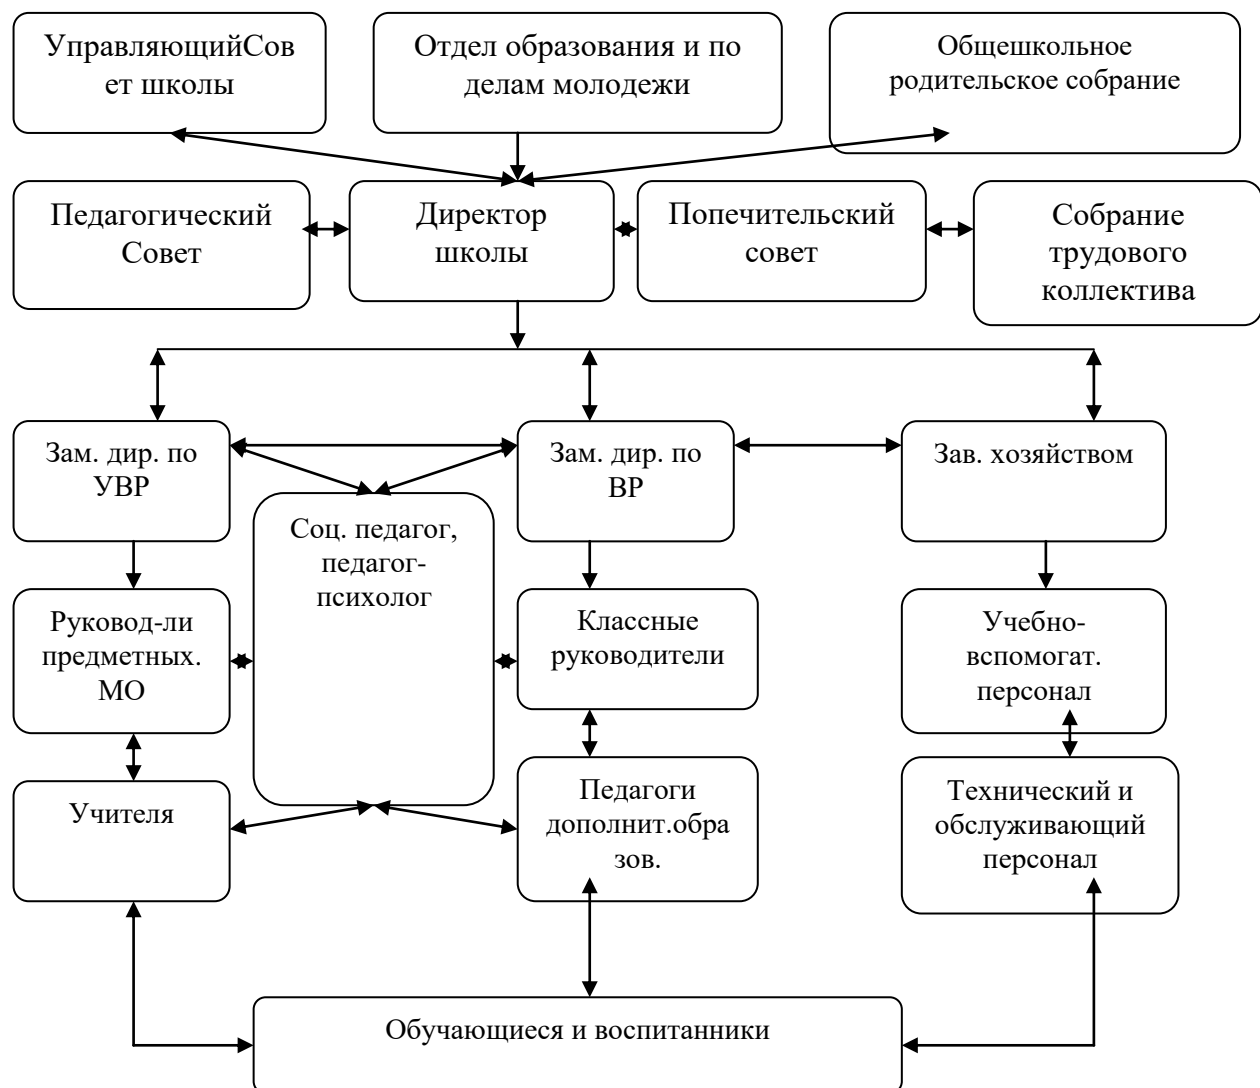 УправляющийСов
ет школы
Отдел образования и по
делам молодежи
Общешкольное
родительское собрание
Педагогический
Совет
Директор
школы
Попечительский
совет
Собрание
трудового
коллектива
Зам. дир. по
УВР
Зам. дир. по
ВР
Зав. хозяйством
Соц. педагог,
педагог-
психолог
Руковод-ли
предметных.
МО
Классные
руководители
Учебно-
вспомогат.
персонал
Учителя
Педагоги
дополнит.обра
зов.
Технический и
обслуживающий
персонал
Обучающиеся и воспитанники